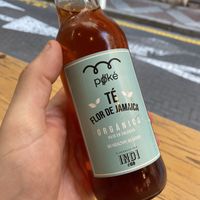 poké
TÉ
FLOR DE JAMAICA
ORGÁNICO
INDI